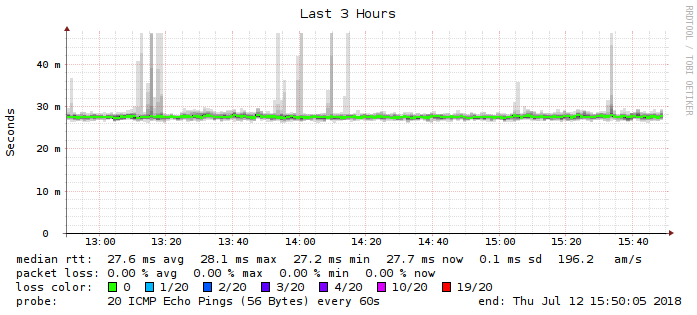 Last 3 Hours
RRDTOOL / TOBI OETIKER
Seconds
40 m
30 m
20 m
10 m
0
13:00 13:20 13:40 14:00 14:20 14:40 15:00 15:20 15:40
median rtt: 27.6 ms avg 28.1 ms max 27.2 ms min 27.7 ms now 0.1 ms sd 196.2 am/s
packet loss: 0.00 % avg 0.00 % max 0.00 % min 0.00 % now
loss color: 0 1/20 2/20 3/20 4/20 10/20 19/20
probe: 20 ICMP Echo Pings (56 Bytes) every 60s end: Thu Jul 12 15:50:05 2018